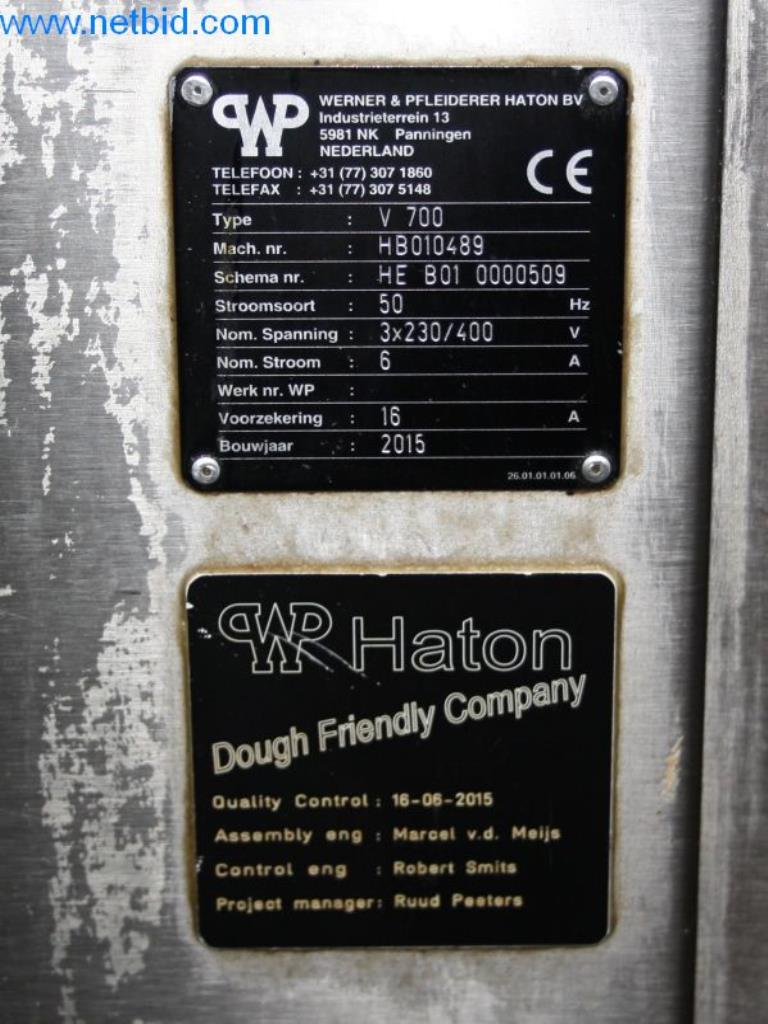 www.netbid.com
WP
WERNER & PFLEIDERER HATON BV
Industrieterrein 13
5981 NK Panningen
NEDERLAND
TELEFOON : +31 (77) 307 1860
TELEFAX : +31 (77) 307 5148
CE
Type : V 700
Mach. nr. : HB010489
Schema nr. : HE B01 0000509
Stroomsoort : 50 Hz
Nom. Spanning : 3x230/400 V
Nom. Stroom : 6 A
Werk nr. WP :
Voorzekering : 16 A
Bouwjaar : 2015
26.01.01.01.06
WP Haton
Dough Friendly Company
Quality Control : 16-06-2015
Assembly eng : Marcel v.d. Meijs
Control eng : Robert Smits
Project manager: Ruud Peeters